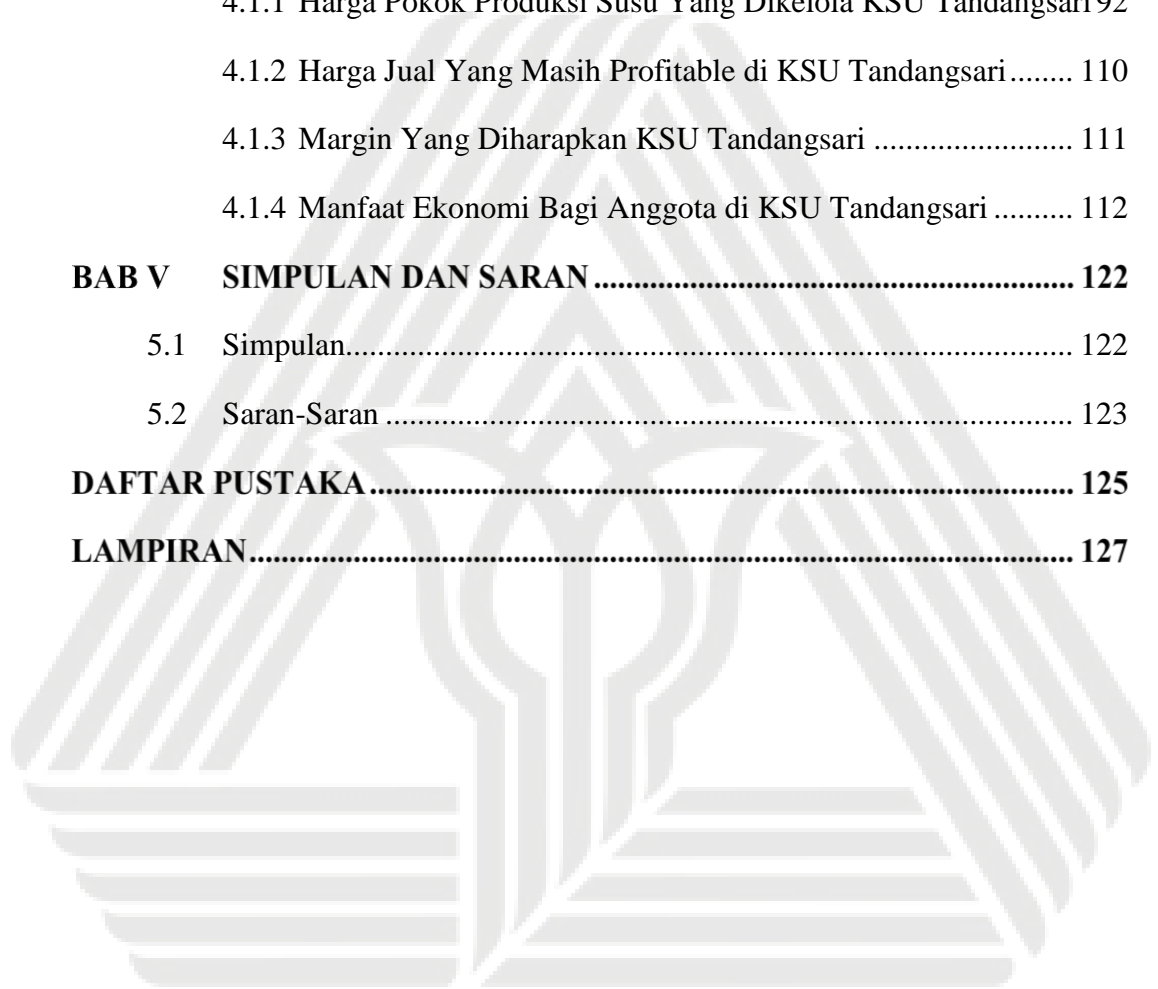 4.1.1 Harga Pokok Produksi Susu Yang Dikelola KSU Tandangsari 92
4.1.2 Harga Jual Yang Masih Profitable di KSU Tandangsari ........ 110
4.1.3 Margin Yang Diharapkan KSU Tandangsari ......................... 111
4.1.4 Manfaat Ekonomi Bagi Anggota di KSU Tandangsari .......... 112
BAB V SIMPULAN DAN SARAN ............................................................ 122
5.1 Simpulan........................................................................................... 122
5.2 Saran-Saran ...................................................................................... 123
DAFTAR PUSTAKA ........................................................................................ 125
LAMPIRAN....................................................................................................... 127